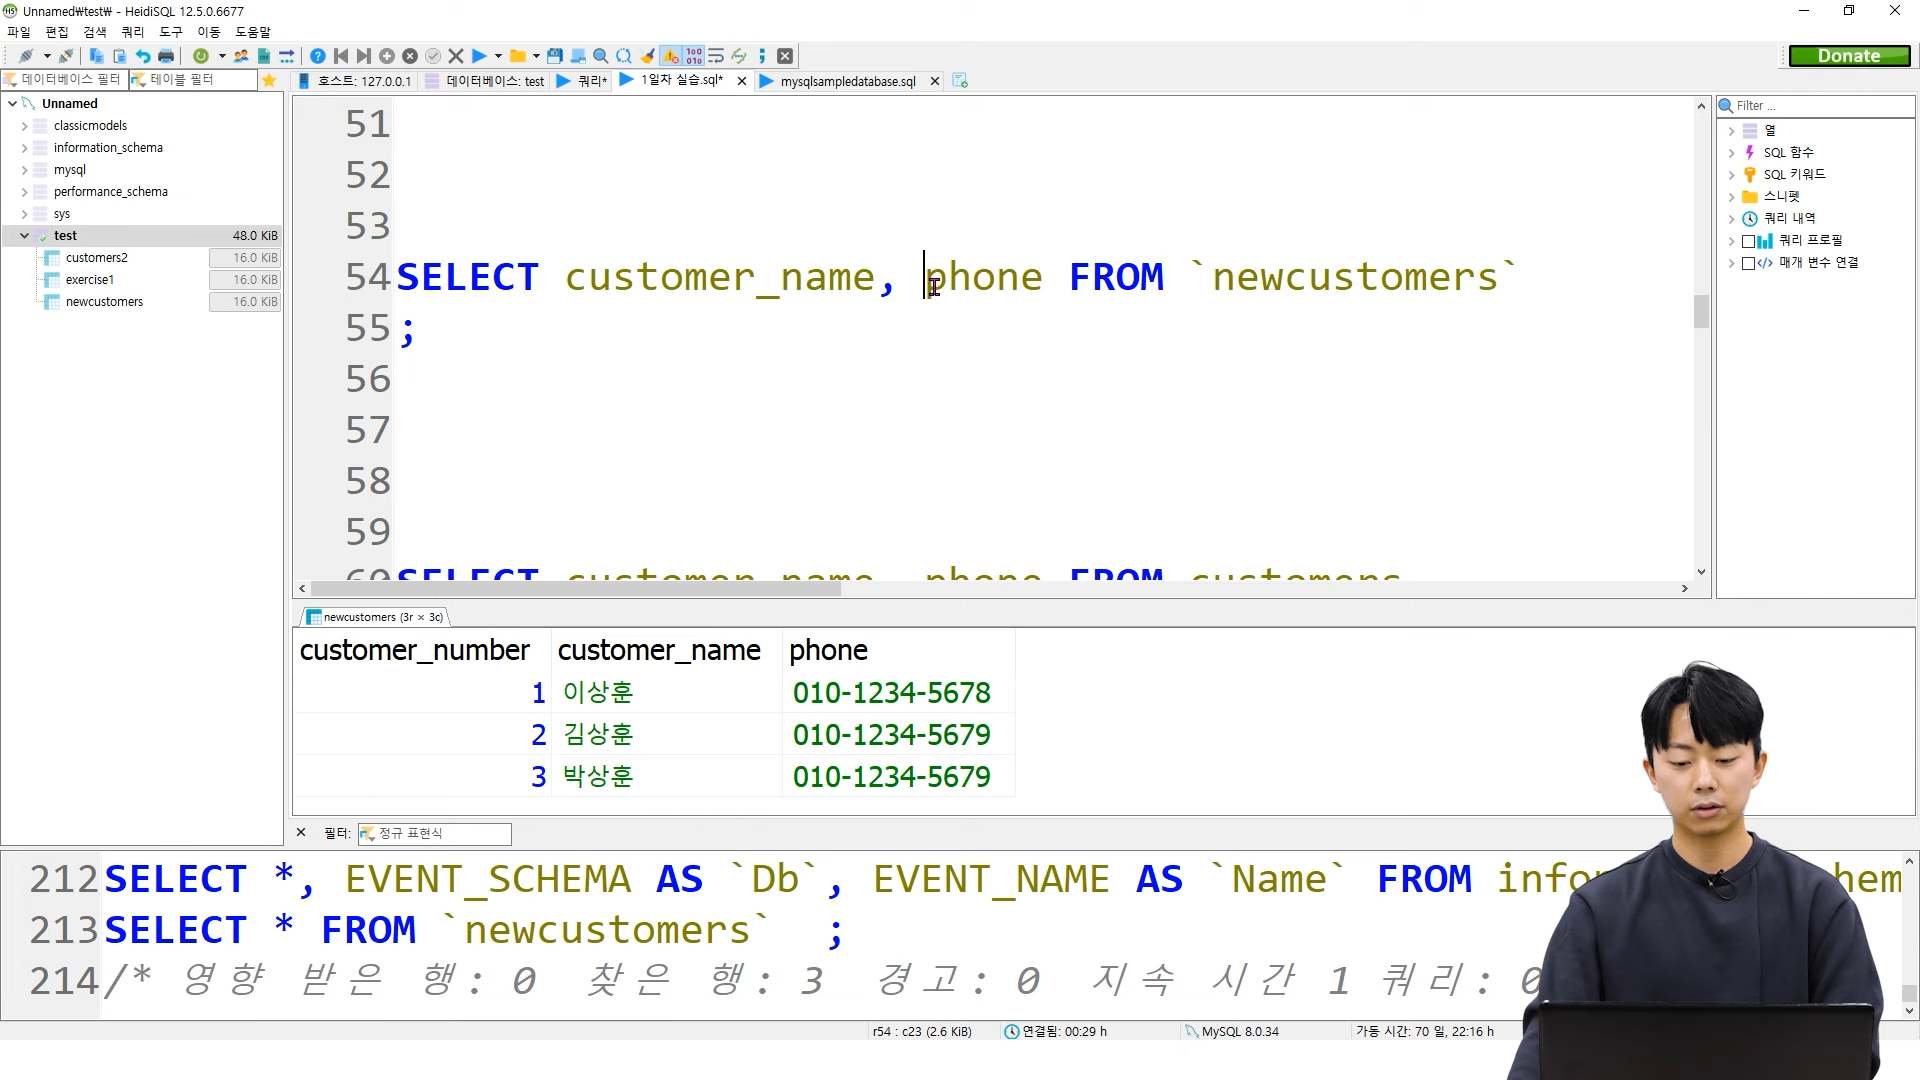 Unnamed₩test₩ - HeidiSQL 12.5.0.6677
파일 편집 검색 쿼리 도구 이동 도움말
Donate
데이터베이스 필터 테이블 필터
호스트: 127.0.0.1 데이터베이스: test 쿼리* 1일차 실습.sql* mysqlsampledatabase.sql
Unnamed
classicmodels
information_schema
mysql
performance_schema
sys
test 48.0 KiB
customers2 16.0 KiB
exercise1 16.0 KiB
newcustomers 16.0 KiB
51
52
53
54 SELECT customer_name, phone FROM `newcustomers`
55 ;
56
57
58
59
60 SELECT customer_name, phone FROM customers
Filter ...
열
SQL 함수
SQL 키워드
스니펫
쿼리 내역
쿼리 프로필
매개 변수 연결
newcustomers (3r × 3c)
customer_number customer_name phone
1 이상훈 010-1234-5678
2 김상훈 010-1234-5679
3 박상훈 010-1234-5679
필터: 정규 표현식
212 SELECT *, EVENT_SCHEMA AS `Db`, EVENT_NAME AS `Name` FROM
213 SELECT * FROM `newcustomers` ;
214 /* 영향 받은 행: 0 찾은 행: 3 경고: 0 지속 시간 1 쿼리: 0
r54 : c23 (2.6 KiB) 연결됨: 00:29 h MySQL 8.0.34 가동 시간: 70 일, 22:16 h